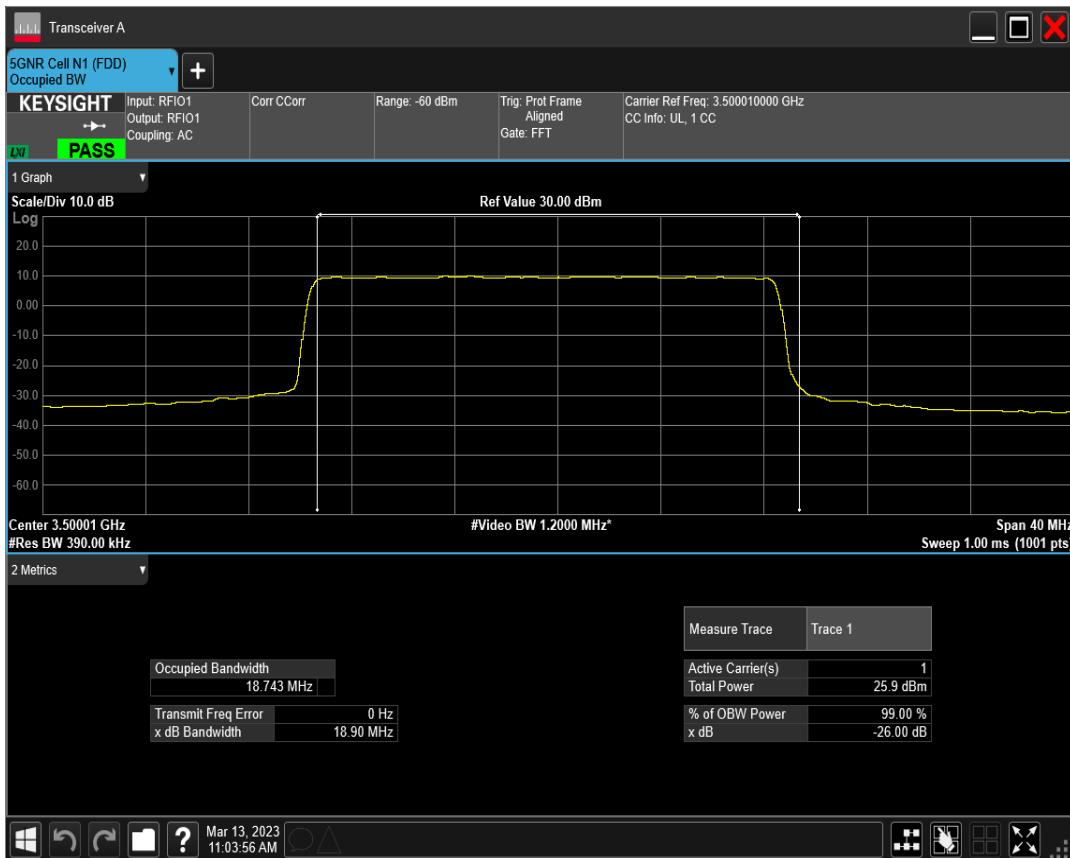 Transceiver A
5GNR Cell N1 (FDD)
Occupied BW
+
KEYSIGHT
LXI
PASS
Input: RFIO1
Output: RFIO1
Coupling: AC
Corr CCorr
Range: -60 dBm
Trig: Prot Frame
Aligned
Gate: FFT
Carrier Ref Freq: 3.500010000 GHz
CC Info: UL, 1 CC
1 Graph
Scale/Div 10.0 dB
Ref Value 30.00 dBm
Log
20.0
10.0
0.00
-10.0
-20.0
-30.0
-40.0
-50.0
-60.0
Center 3.50001 GHz
#Video BW 1.2000 MHz*
Span 40 MHz
#Res BW 390.00 kHz
Sweep 1.00 ms (1001 pts)
2 Metrics
Measure Trace Trace 1
Occupied Bandwidth
18.743 MHz
Active Carrier(s) 1
Total Power 25.9 dBm
Transmit Freq Error 0 Hz
x dB Bandwidth 18.90 MHz
% of OBW Power 99.00 %
x dB -26.00 dB
?
Mar 13, 2023
11:03:56 AM